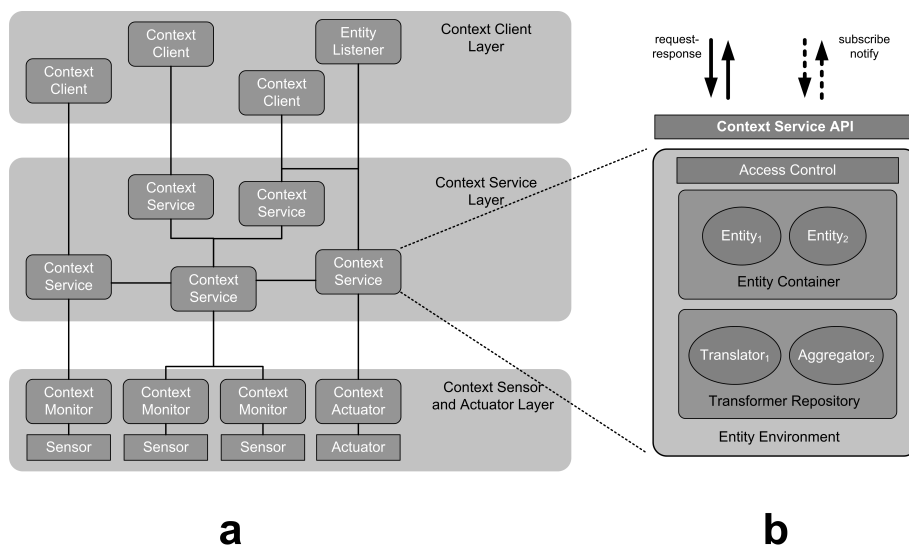 Context Client
Layer
Context
Client
Entity
Listener
Context
Client
Context
Client
Context Service
Layer
Context
Service
Context
Service
Context
Service
Context
Service
Context
Service
Context Sensor
and Actuator Layer
Context
Monitor
Context
Monitor
Context
Monitor
Context
Actuator
Sensor
Sensor
Sensor
Actuator
a
request-
response
subscribe
notify
Context Service API
Access Control
Entity₁
Entity₂
Entity Container
Translator₁
Aggregator₂
Transformer Repository
Entity Environment
b